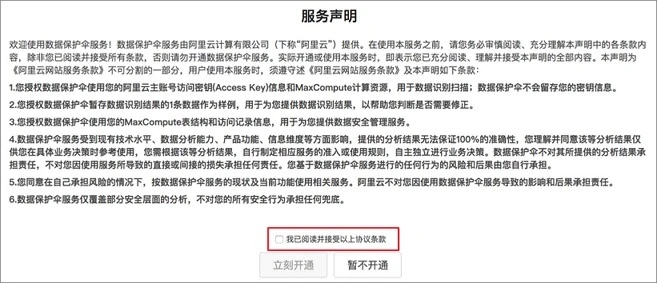 服务声明
欢迎使用数据保护伞服务！数据保护伞服务由阿里云计算有限公司（下称“阿里云”）提供。在使用本服务之前，请您务必审慎阅读、充分理解本声明中的各条款内
容，除非您已阅读并接受所有条款，否则请勿开通数据保护伞服务。实际开通或使用本服务时，即表示您已充分阅读、理解并接受本声明的全部内容。本声明为
《阿里云网站服务条款》不可分割的一部分，用户使用本服务时，须遵守述《阿里云网站服务条款》及本声明如下条款：
1.您授权数据保护伞使用您的阿里云主账号访问密钥(Access Key)信息和MaxCompute计算资源，用于数据识别扫描；数据保护伞不会留存您的密钥信息。
2.您授权数据保护伞暂存数据识别结果的1条数据作为样例，用于为您提供数据识别结果，以帮助您判断是否需要修正。
3.您授权数据保护伞使用您的MaxCompute表结构和访问记录信息，用于为您提供数据安全管理服务。
4.数据保护伞服务受到现有技术水平、数据分析能力、产品功能、信息维度等方面影响，提供的分析结果无法保证100%的准确性，您理解并同意该等分析结果仅
供您在具体业务决策时参考使用，您需根据该等分析结果，自行制定相应服务的准入或使用规则，自主独立进行业务决策。数据保护伞不对其所提供的分析结果承
担责任，不对您因使用服务所导致的直接或间接的损失承担任何责任。您基于数据保护伞服务进行的任何行为的风险和后果由您自行承担。
5.您同意在自己承担风险的情况下，按数据保护伞服务的现状及当前功能使用相关服务。阿里云不对您因使用数据保护伞服务导致的影响和后果承担责任。
6.数据保护伞服务仅覆盖部分安全层面的分析，不对您的所有安全行为承担任何兜底。
我已阅读并接受以上协议条款
立刻开通
暂不开通